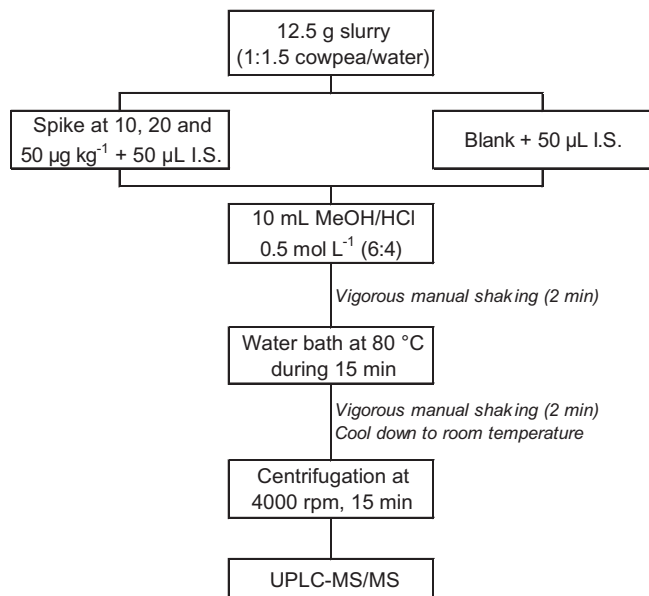 12.5 g slurry
(1:1.5 cowpea/water)
Spike at 10, 20 and
50 µg kg⁻¹ + 50 µL I.S.
Blank + 50 µL I.S.
10 mL MeOH/HCl
0.5 mol L⁻¹ (6:4)
Vigorous manual shaking (2 min)
Water bath at 80 °C
during 15 min
Vigorous manual shaking (2 min)
Cool down to room temperature
Centrifugation at
4000 rpm, 15 min
UPLC-MS/MS